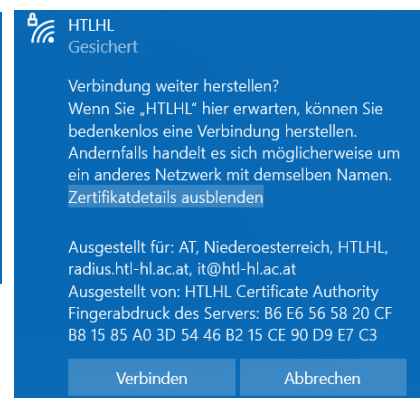 HTLHL
Gesichert
Verbindung weiter herstellen?
Wenn Sie „HTLHL“ hier erwarten, können Sie
bedenkenlos eine Verbindung herstellen.
Andernfalls handelt es sich möglicherweise um
ein anderes Netzwerk mit demselben Namen.
Zertifikatdetails ausblenden
Ausgestellt für: AT, Niederoesterreich, HTLHL,
radius.htl-hl.ac.at, it@htl-hl.ac.at
Ausgestellt von: HTLHL Certificate Authority
Fingerabdruck des Servers: B6 E6 56 58 20 CF
B8 15 85 A0 3D 54 46 B2 15 CE 90 D9 E7 C3
Verbinden
Abbrechen